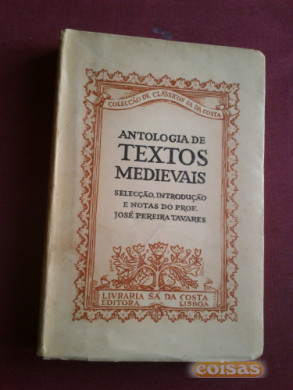 COLECÇÃO DE CLÁSSICOS SÁ DA COSTA
ANTOLOGIA DE
TEXTOS
MEDIEVAIS
SELECÇÃO, INTRODUÇÃO
E NOTAS DO PROF.
JOSÉ PEREIRA TAVARES
LIVRARIA SÁ DA COSTA
EDITORA LISBOA
coisas